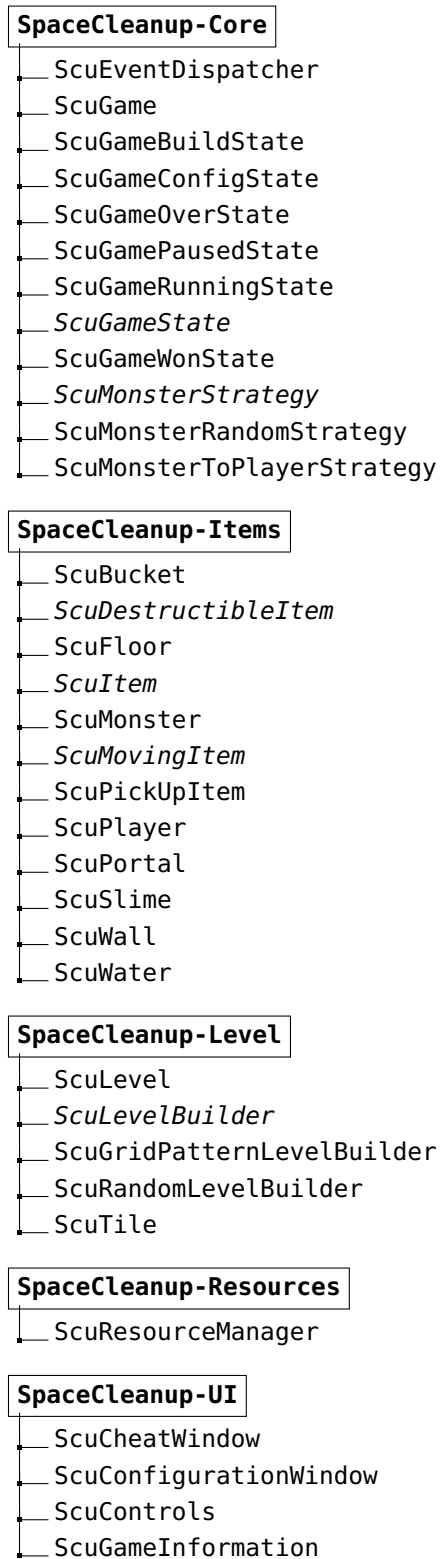 SpaceCleanup-Core
ScuEventDispatcher
ScuGame
ScuGameBuildState
ScuGameConfigState
ScuGameOverState
ScuGamePausedState
ScuGameRunningState
ScuGameState
ScuGameWonState
ScuMonsterStrategy
ScuMonsterRandomStrategy
ScuMonsterToPlayerStrategy
SpaceCleanup-Items
ScuBucket
ScuDestructibleItem
ScuFloor
ScuItem
ScuMonster
ScuMovingItem
ScuPickUpItem
ScuPlayer
ScuPortal
ScuSlime
ScuWall
ScuWater
SpaceCleanup-Level
ScuLevel
ScuLevelBuilder
ScuGridPatternLevelBuilder
ScuRandomLevelBuilder
ScuTile
SpaceCleanup-Resources
ScuResourceManager
SpaceCleanup-UI
ScuCheatWindow
ScuConfigurationWindow
ScuControls
ScuGameInformation